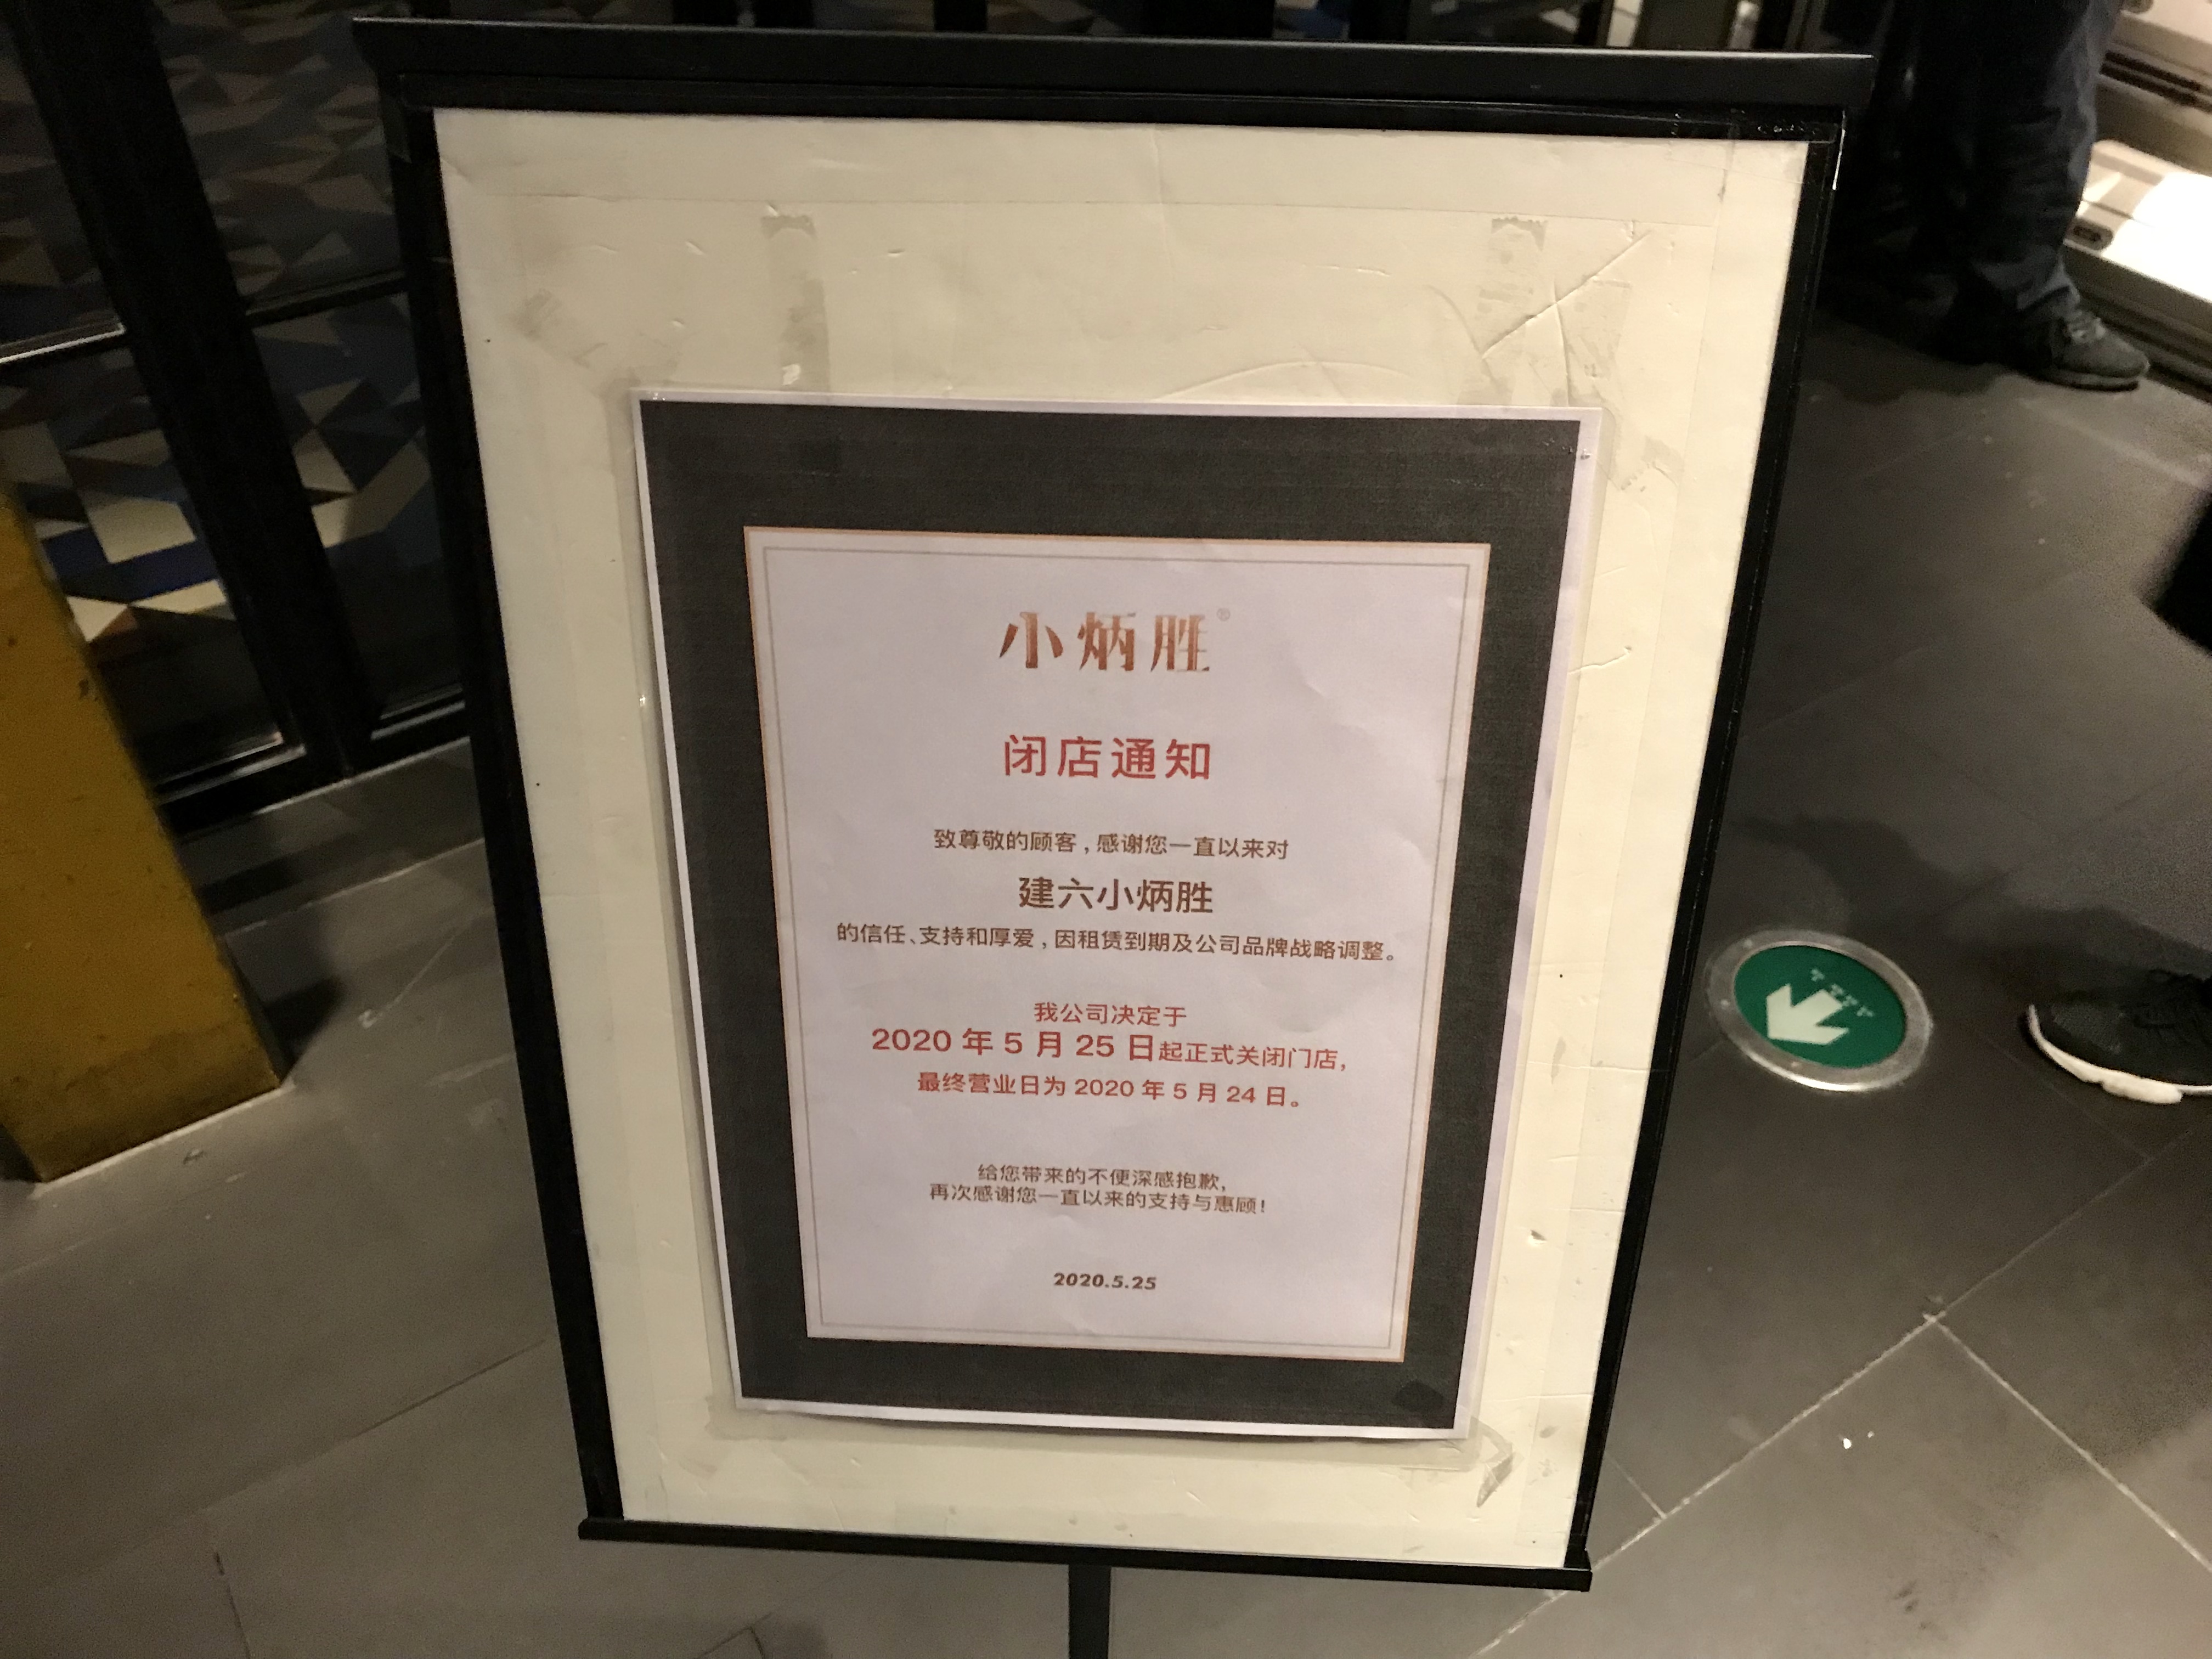 小炳胜®
闭店通知
致尊敬的顾客，感谢您一直以来对
建六小炳胜
的信任、支持和厚爱，因租赁到期及公司品牌战略调整。
我公司决定于
2020 年 5 月 25 日起正式关闭门店，
最终营业日为 2020 年 5 月 24 日。
给您带来的不便深感抱歉，
再次感谢您一直以来的支持与惠顾！
2020.5.25